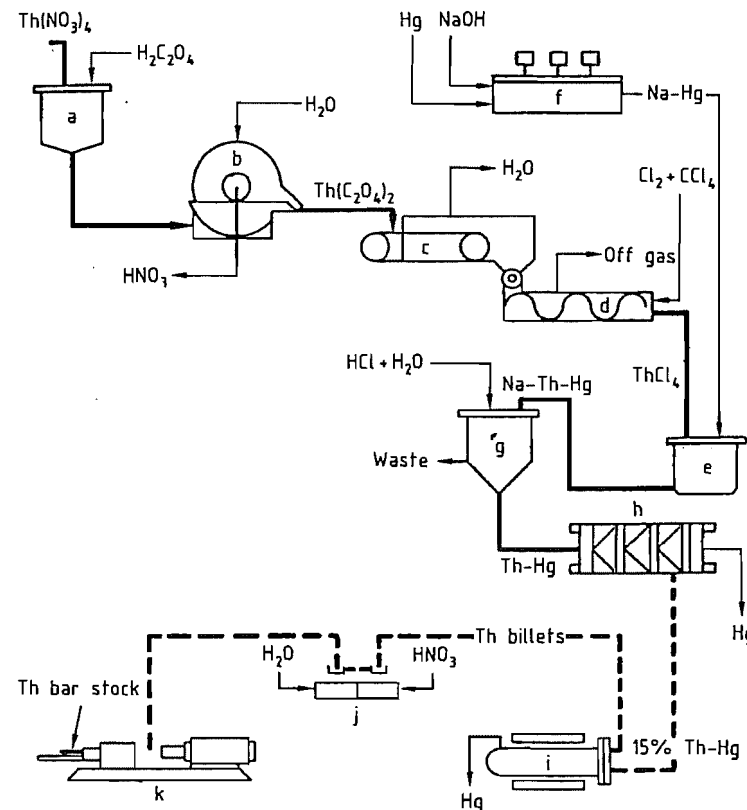 Th(NO₃)₄
H₂C₂O₄
a
H₂O
b
HNO₃
Th(C₂O₄)₂
Hg NaOH
f
Na-Hg
H₂O
c
Cl₂ + CCl₄
Off gas
d
ThCl₄
HCl + H₂O
Na-Th-Hg
g
Waste
e
h
Th-Hg
Hg
Th billets
H₂O
HNO₃
j
Th bar stock
k
i
15% Th-Hg
Hg